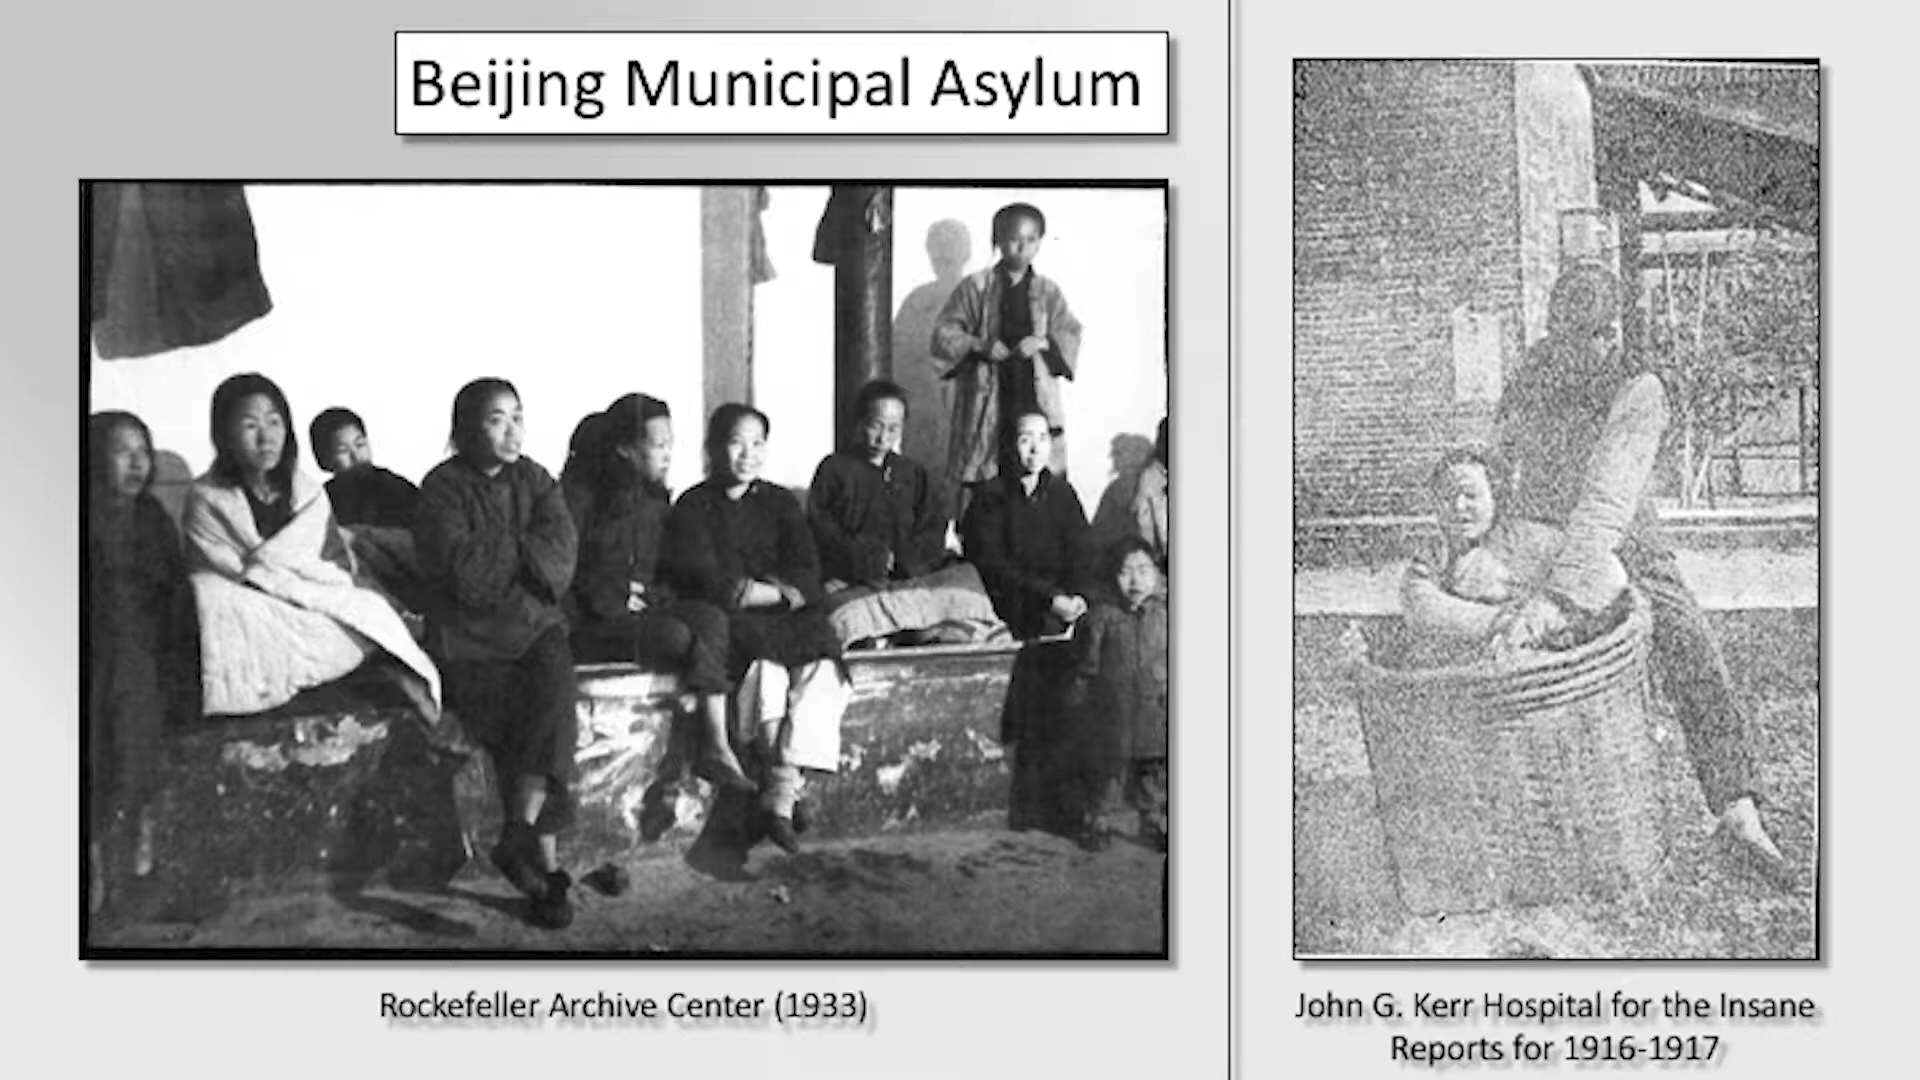 Beijing Municipal Asylum
Rockefeller Archive Center (1933)
John G. Kerr Hospital for the Insane
Reports for 1916-1917